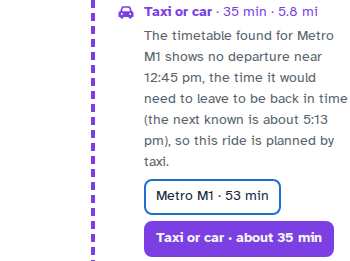 Taxi or car · 35 min · 5.8 mi
The timetable found for Metro
M1 shows no departure near
12:45 pm, the time it would
need to leave to be back in time
(the next known is about 5:13
pm), so this ride is planned by
taxi.
Metro M1 · 53 min
Taxi or car · about 35 min